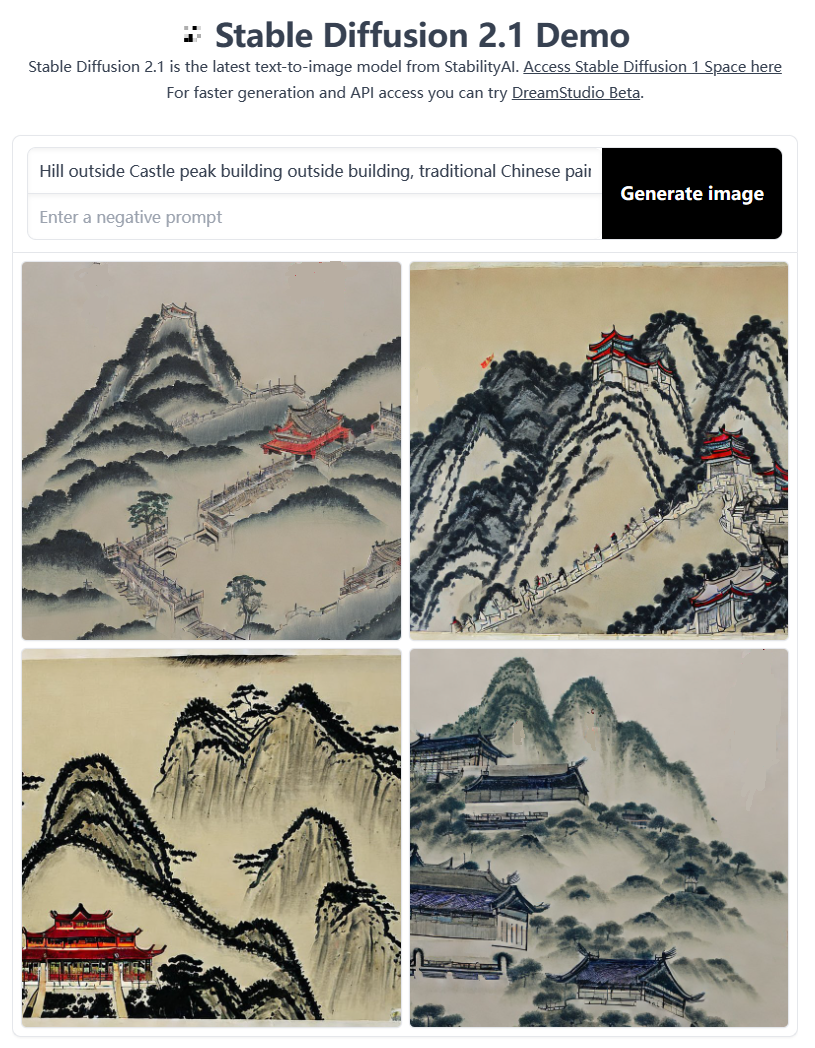 Stable Diffusion 2.1 Demo
Stable Diffusion 2.1 is the latest text-to-image model from StabilityAI. Access Stable Diffusion 1 Space here
For faster generation and API access you can try DreamStudio Beta.
Hill outside Castle peak building outside building, traditional Chinese pain
Generate image
Enter a negative prompt